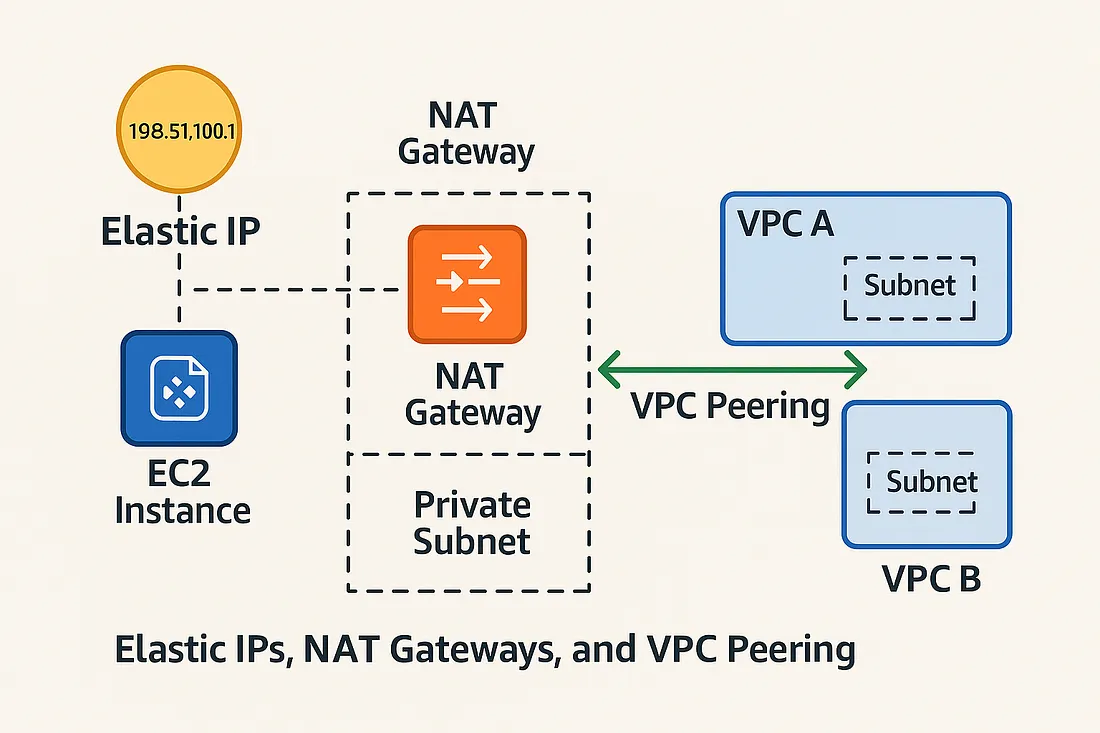 198.51,100.1
Elastic IP
EC2
Instance
NAT
Gateway
NAT
Gateway
Private
Subnet
VPC Peering
VPC A
Subnet
Subnet
VPC B
Elastic IPs, NAT Gateways, and VPC Peering